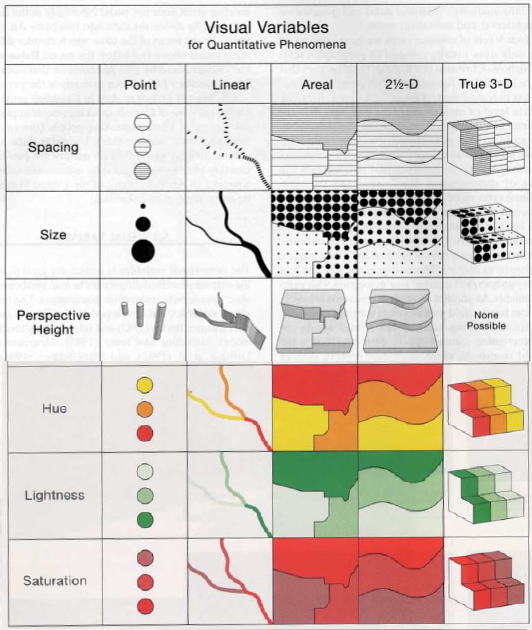 Visual Variables
for Quantitative Phenomena
Point
Linear
Areal
2½-D
True 3-D
Spacing
Size
Perspective
Height
None
Possible
Hue
Lightness
Saturation